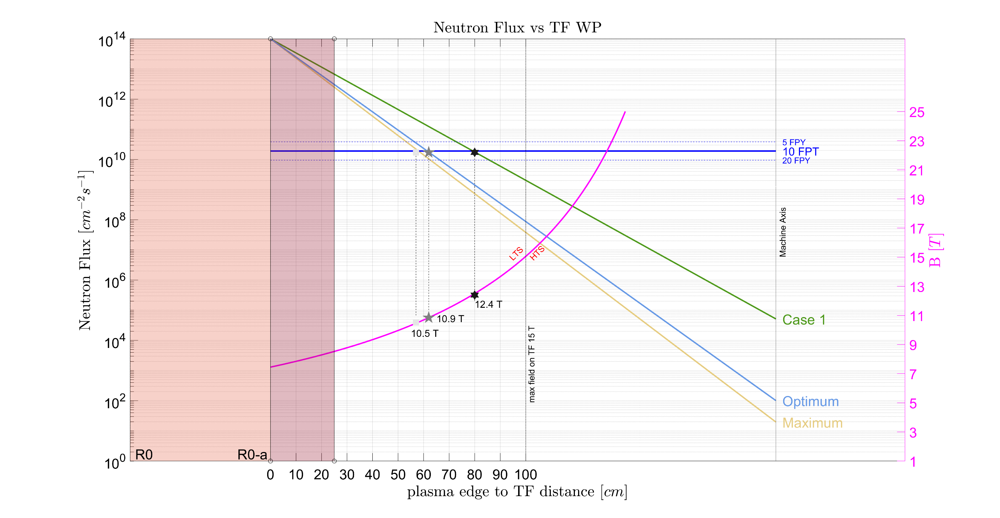 Neutron Flux vs TF WP
10^14
10^12
10^10
10^8
10^6
10^4
10^2
10^0
Neutron Flux [cm^−2 s^−1]
25
23
21
19
17
15
13
11
9
7
5
3
1
B [T]
5 FPY
10 FPT
20 FPY
Machine Axis
LTS
HTS
12.4 T
10.9 T
10.5 T
max field on TF 15 T
Case 1
Optimum
Maximum
R0
R0-a
0 10 20 30 40 50 60 70 80 90 100
plasma edge to TF distance [cm]